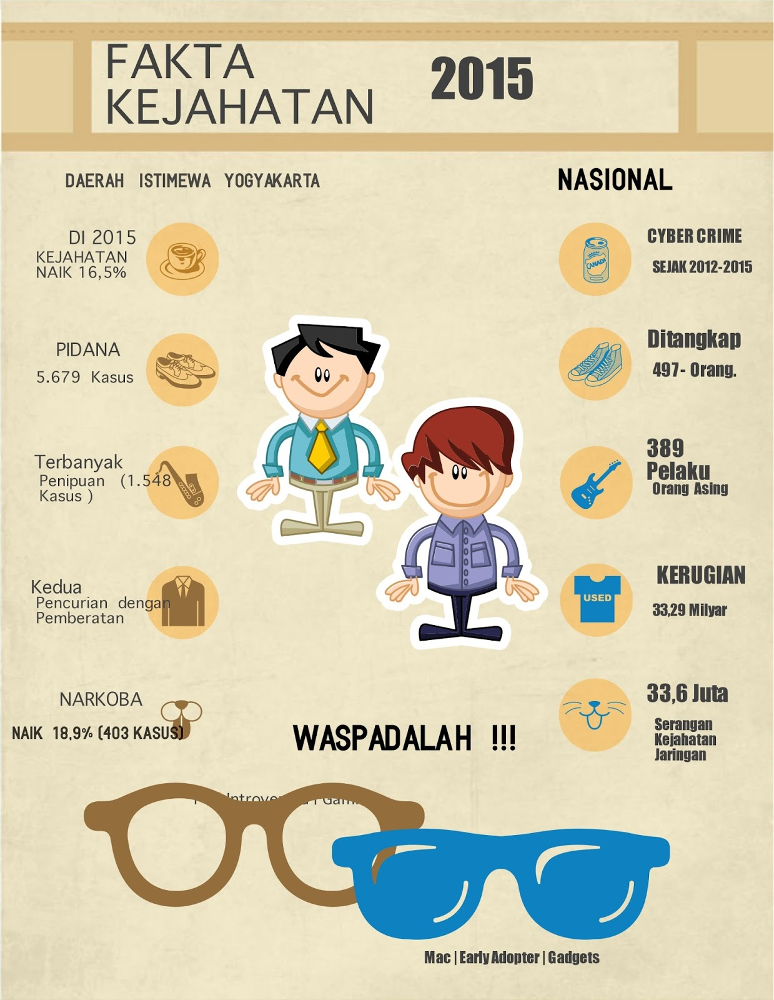 FAKTA
KEJAHATAN
2015
DAERAH ISTIMEWA YOGYAKARTA
DI 2015
KEJAHATAN
NAIK 16,5%
PIDANA
5.679 Kasus
Terbanyak
Penipuan (1.548
Kasus )
Kedua
Pencurian dengan
Pemberatan
NARKOBA
NAIK 18,9% (403 KASUS)
NASIONAL
CANADA
CYBER CRIME
SEJAK 2012-2015
Ditangkap
497- Orang.
389
Pelaku
Orang Asing
USED
KERUGIAN
33,29 Milyar
33,6 Juta
Serangan
Kejahatan
Jaringan
WASPADALAH !!!
Mac | Early Adopter | Gadgets